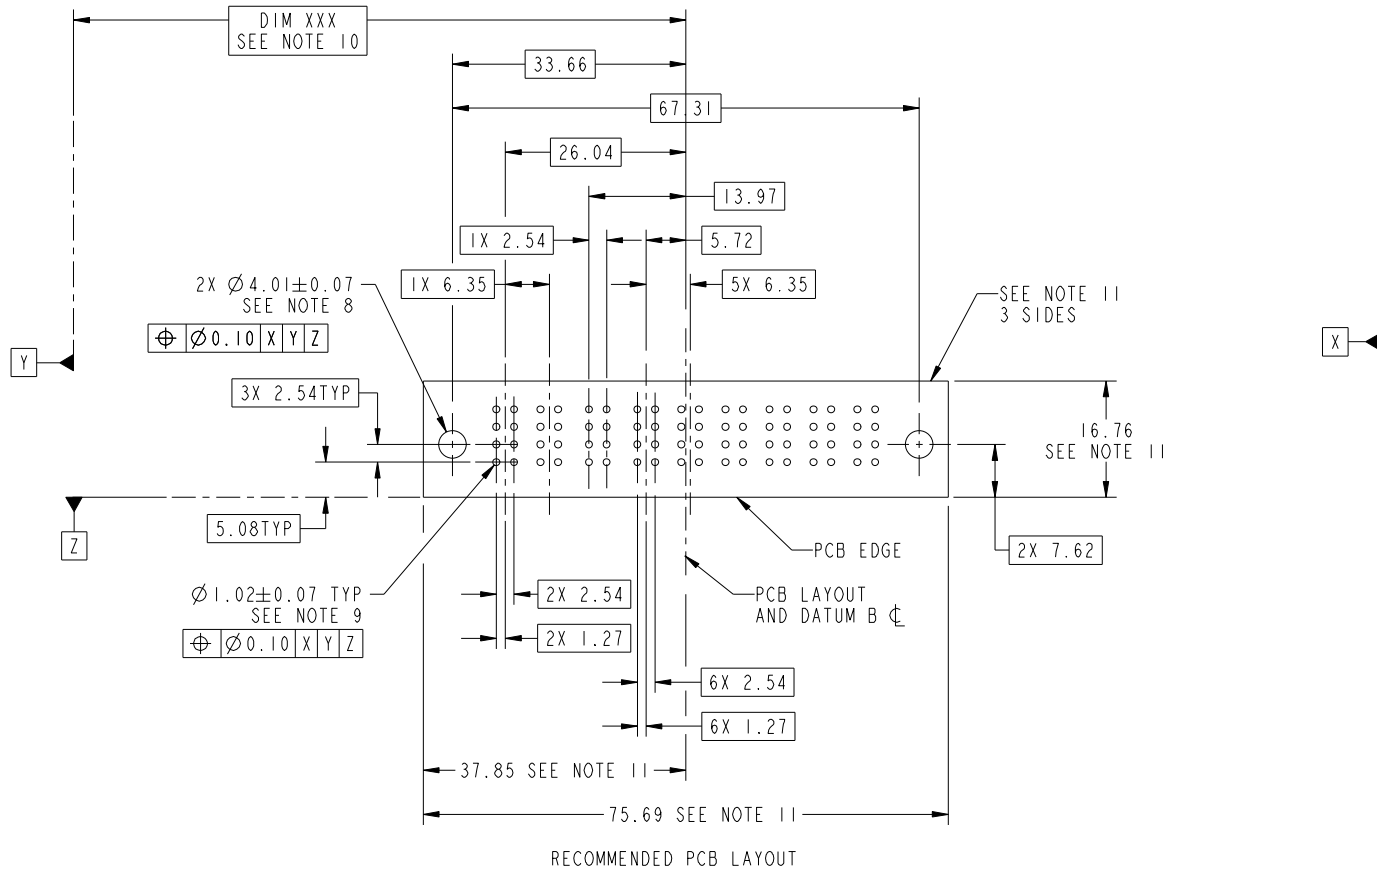 DIM XXX
SEE NOTE 10
33.66
67.31
26.04
13.97
1X 2.54
5.72
1X 6.35
5X 6.35
2X Ø4.01±0.07
SEE NOTE 8
⌖ Ø0.10 X Y Z
SEE NOTE 11
3 SIDES
Y
X
3X 2.54TYP
16.76
SEE NOTE 11
5.08TYP
Z
PCB EDGE
2X 7.62
Ø1.02±0.07 TYP
SEE NOTE 9
⌖ Ø0.10 X Y Z
2X 2.54
2X 1.27
PCB LAYOUT
AND DATUM B ℄
6X 2.54
6X 1.27
37.85 SEE NOTE 11
75.69 SEE NOTE 11
RECOMMENDED PCB LAYOUT